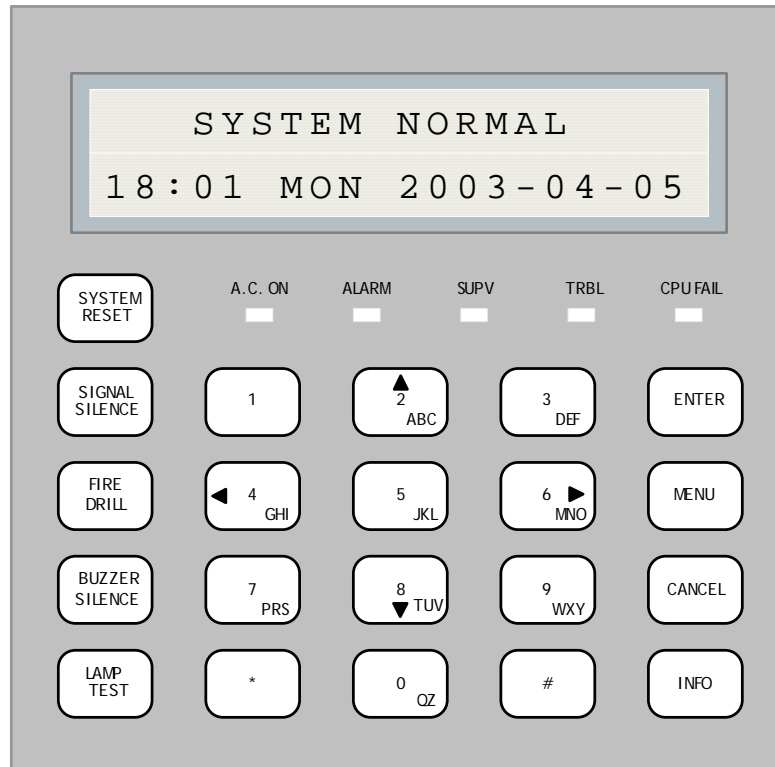 SYSTEM NORMAL
18:01 MON 2003-04-05
SYSTEM
RESET
A.C. ON
ALARM
SUPV
TRBL
CPU FAIL
SIGNAL
SILENCE
1
2
ABC
3
DEF
ENTER
FIRE
DRILL
4
GHI
5
JKL
6
MNO
MENU
BUZZER
SILENCE
7
PRS
8
TUV
9
WXY
CANCEL
LAMP
TEST
*
0
QZ
#
INFO